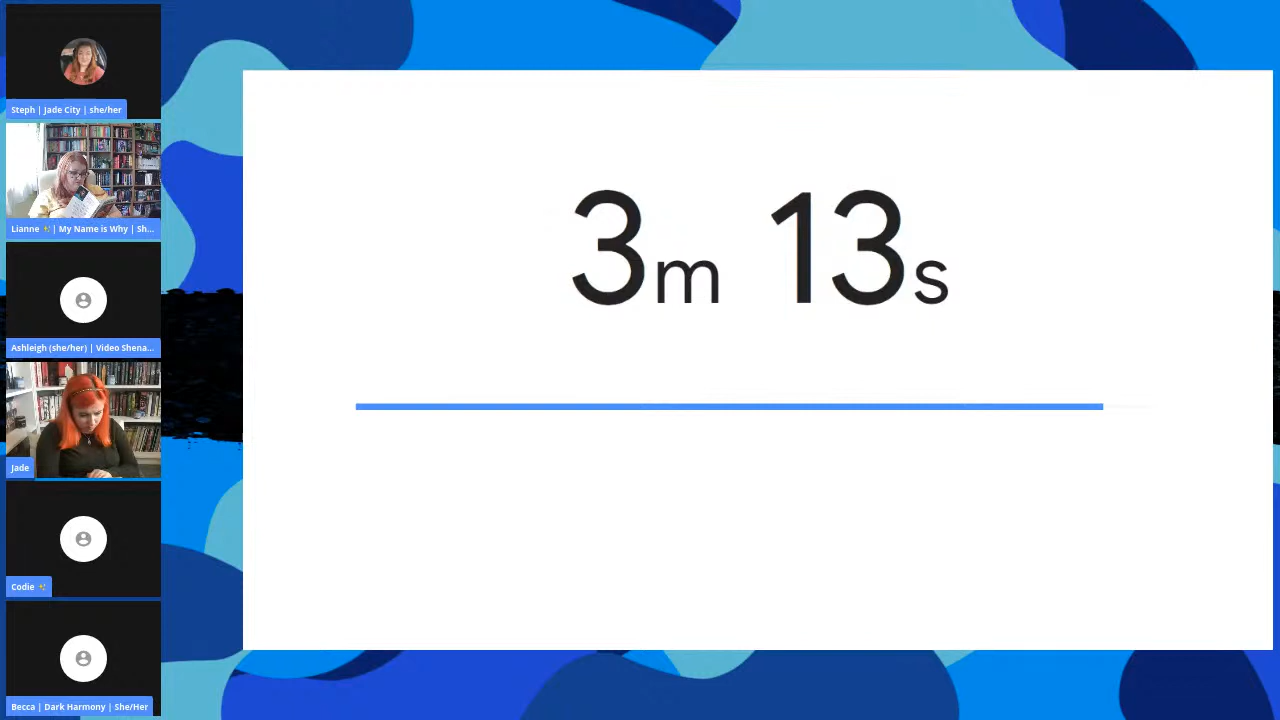 Steph | Jade City | she/her
Lianne ✨ | My Name is Why | Sh...
Ashleigh (she/her) | Video Shena...
Jade
Codie ✨
Becca | Dark Harmony | She/Her
3m 13s